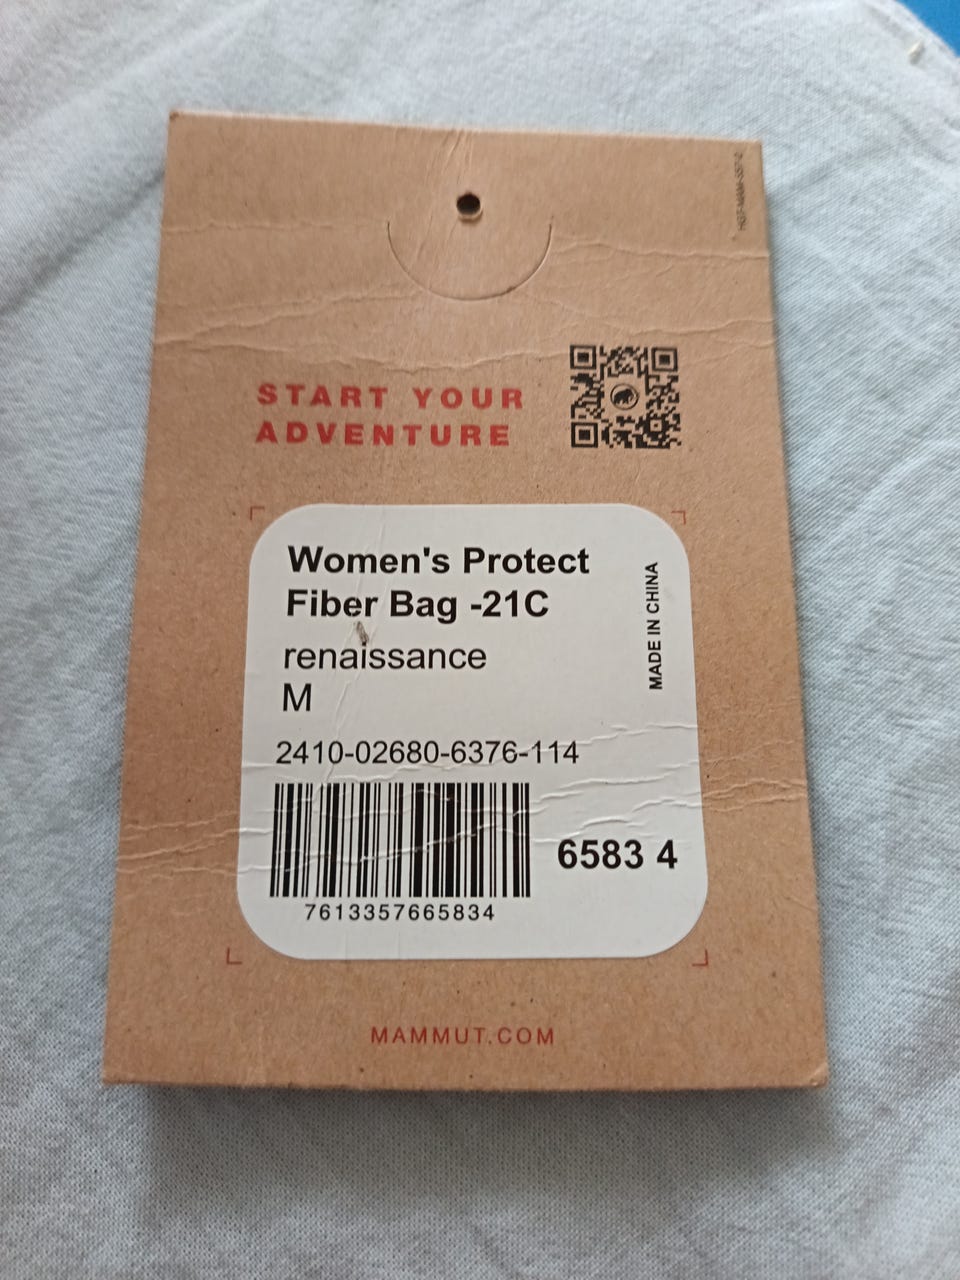 START YOUR
ADVENTURE
Women's Protect
Fiber Bag -21C
renaissance
M
MADE IN CHINA
2410-02680-6376-114
6583 4
7613357665834
MAMMUT.COM